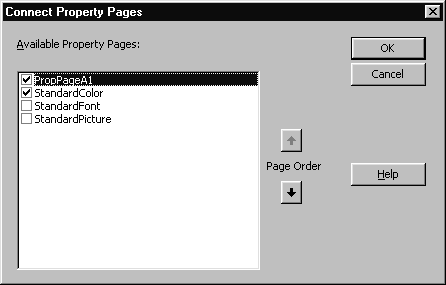 Connect Property Pages
Available Property Pages:
OK
Cancel
PropPageA1
StandardColor
StandardFont
StandardPicture
Page Order
Help